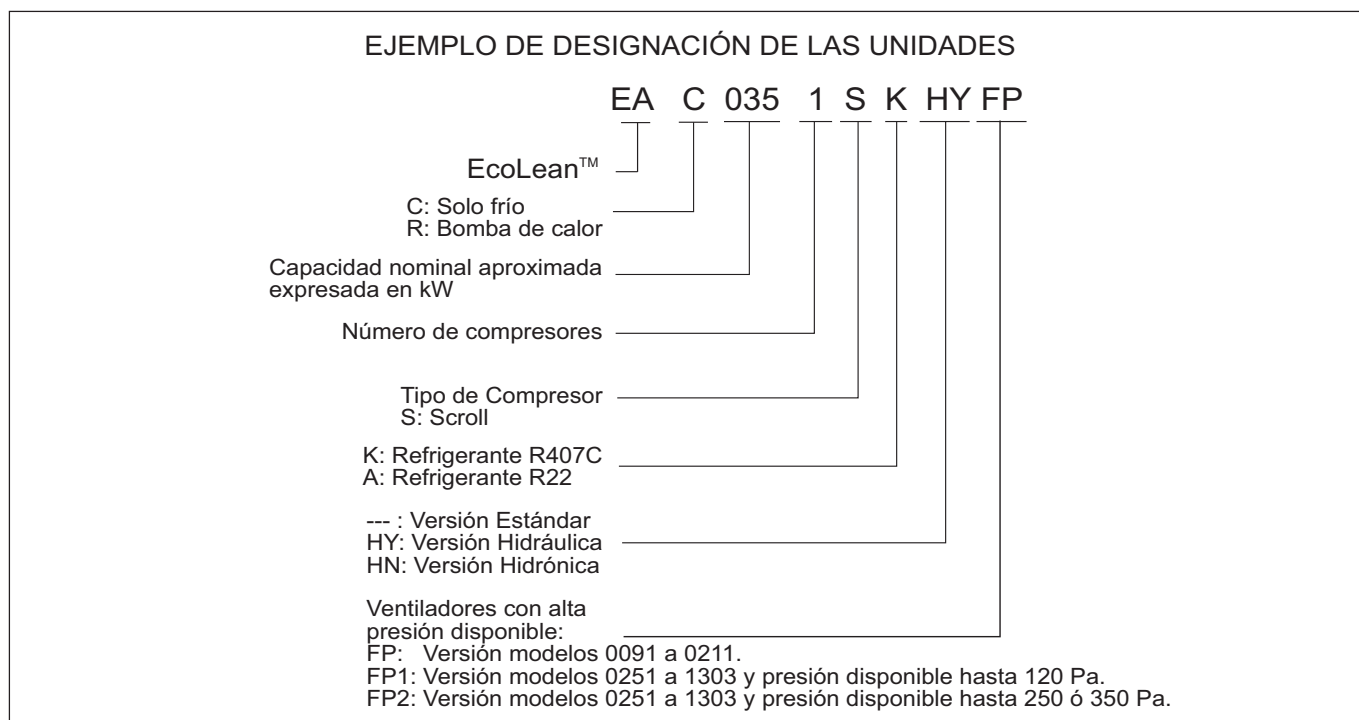 EJEMPLO DE DESIGNACIÓN DE LAS UNIDADES
EA C 035 1 S K HY FP
EcoLean™
C: Solo frío
R: Bomba de calor
Capacidad nominal aproximada
expresada en kW
Número de compresores
Tipo de Compresor
S: Scroll
K: Refrigerante R407C
A: Refrigerante R22
--- : Versión Estándar
HY: Versión Hidráulica
HN: Versión Hidrónica
Ventiladores con alta
presión disponible:
FP: Versión modelos 0091 a 0211.
FP1: Versión modelos 0251 a 1303 y presión disponible hasta 120 Pa.
FP2: Versión modelos 0251 a 1303 y presión disponible hasta 250 ó 350 Pa.